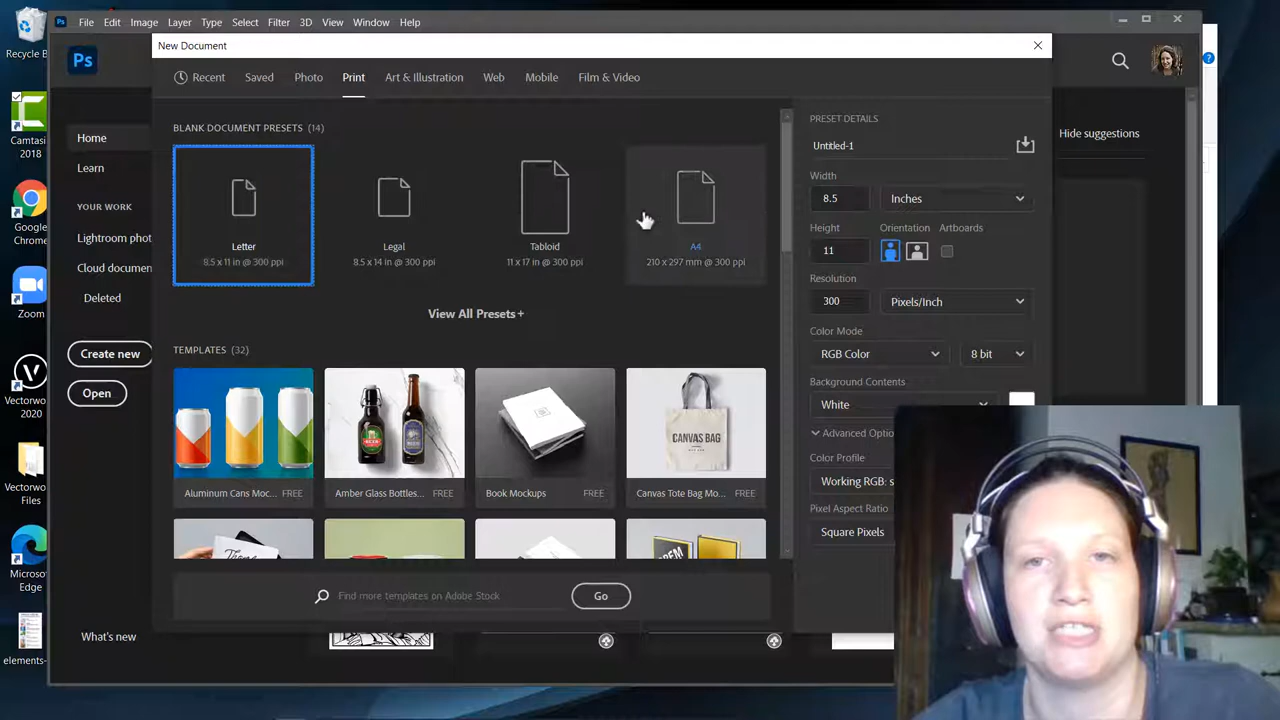 Recycle B
Ps File Edit Image Layer Type Select Filter 3D View Window Help
New Document
Ps
Recent Saved Photo Print Art & Illustration Web Mobile Film & Video
BLANK DOCUMENT PRESETS (14)
PRESET DETAILS
Hide suggestions
Untitled-1
Camtasi
2018
Home
Learn
Width
8.5 Inches
Google
Chrome
YOUR WORK
Lightroom phot
Cloud documen
Deleted
Letter Legal Tabloid A4
8.5 x 11 in @ 300 ppi 8.5 x 14 in @ 300 ppi 11 x 17 in @ 300 ppi 210 x 297 mm @ 300 ppi
Height Orientation Artboards
11
Resolution
300 Pixels/Inch
Zoom
View All Presets+
Color Mode
RGB Color 8 bit
Create new
Open
TEMPLATES (32)
Background Contents
White
Vectorwo
2020
CANVAS
BAG
Advanced Optio
Color Profile
Working RGB: s
Aluminum Cans Moc... FREE Amber Glass Bottles... FREE Book Mockups FREE Canvas Tote Bag Mo... FREE
Pixel Aspect Ratio
Square Pixels
Vectorwo
Files
Microso
Edge
Find more templates on Adobe Stock Go
What's new
elements-